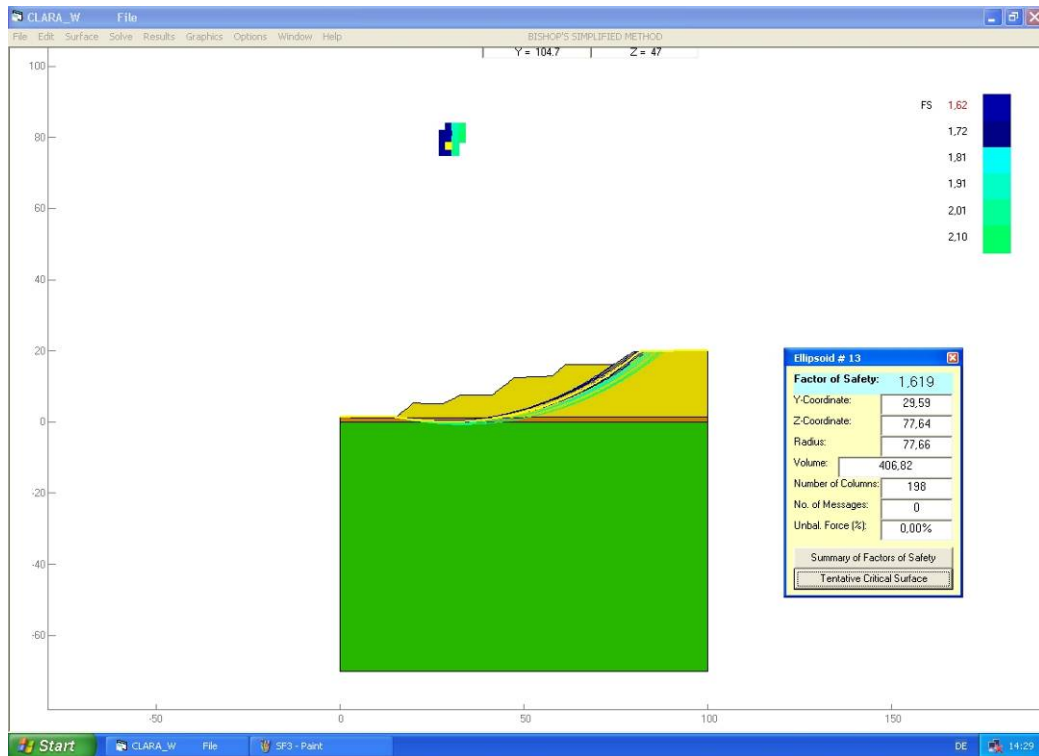 CLARA_W File
File Edit Surface Solve Results Graphics Options Window Help BISHOP'S SIMPLIFIED METHOD
Y = 104.7 Z = 47
100
80
60
40
20
0
-20
-40
-60
-50 0 50 100 150
FS 1,62
1,72
1,81
1,91
2,01
2,10
Ellipsoid # 13
Factor of Safety: 1,619
Y-Coordinate: 29,59
Z-Coordinate: 77,64
Radius: 77,66
Volume: 406,82
Number of Columns: 198
No. of Messages: 0
Unbal. Force (%): 0,00%
Summary of Factors of Safety
Tentative Critical Surface
Start CLARA_W File SF3 - Paint DE 14:29